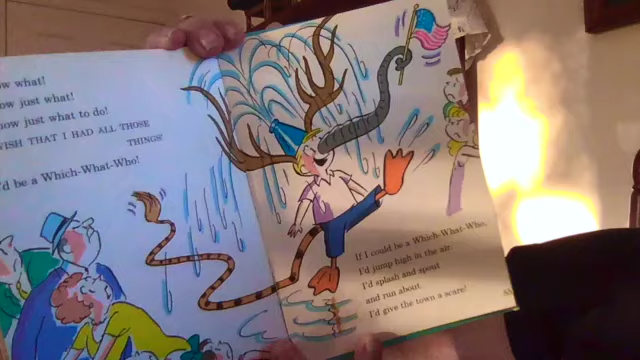 ow what!
ow just what!
ow just what to do!
WISH THAT I HAD ALL THOSE
THINGS!
'd be a Which-What-Who!
If I could be a Which-What-Who,
I'd jump high in the air.
I'd splash and spout
and run about.
I'd give the town a scare!